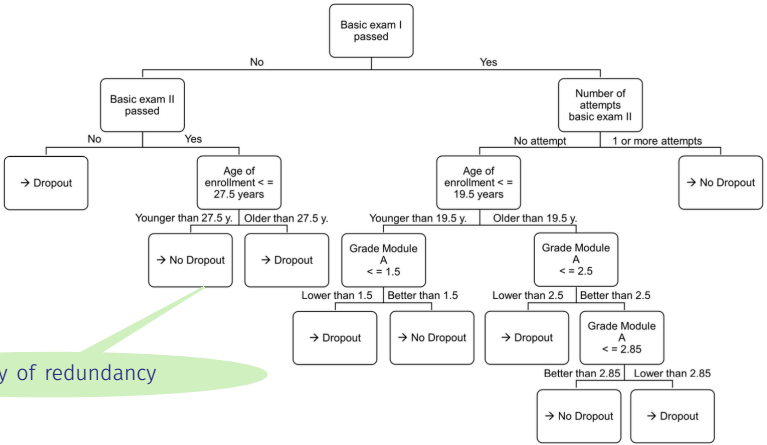 Basic exam I
passed
No
Yes
Basic exam II
passed
Number of
attempts
basic exam II
No
Yes
No attempt
1 or more attempts
→ Dropout
Age of
enrollment < =
27.5 years
Age of
enrollment < =
19.5 years
→ No Dropout
Younger than 27.5 y.
Older than 27.5 y.
Younger than 19.5 y.
Older than 19.5 y.
→ No Dropout
→ Dropout
Grade Module
A
< = 1.5
Grade Module
A
< = 2.5
Lower than 1.5
Better than 1.5
Lower than 2.5
Better than 2.5
→ Dropout
→ No Dropout
→ Dropout
Grade Module
A
< = 2.85
of redundancy
Better than 2.85
Lower than 2.85
→ No Dropout
→ Dropout